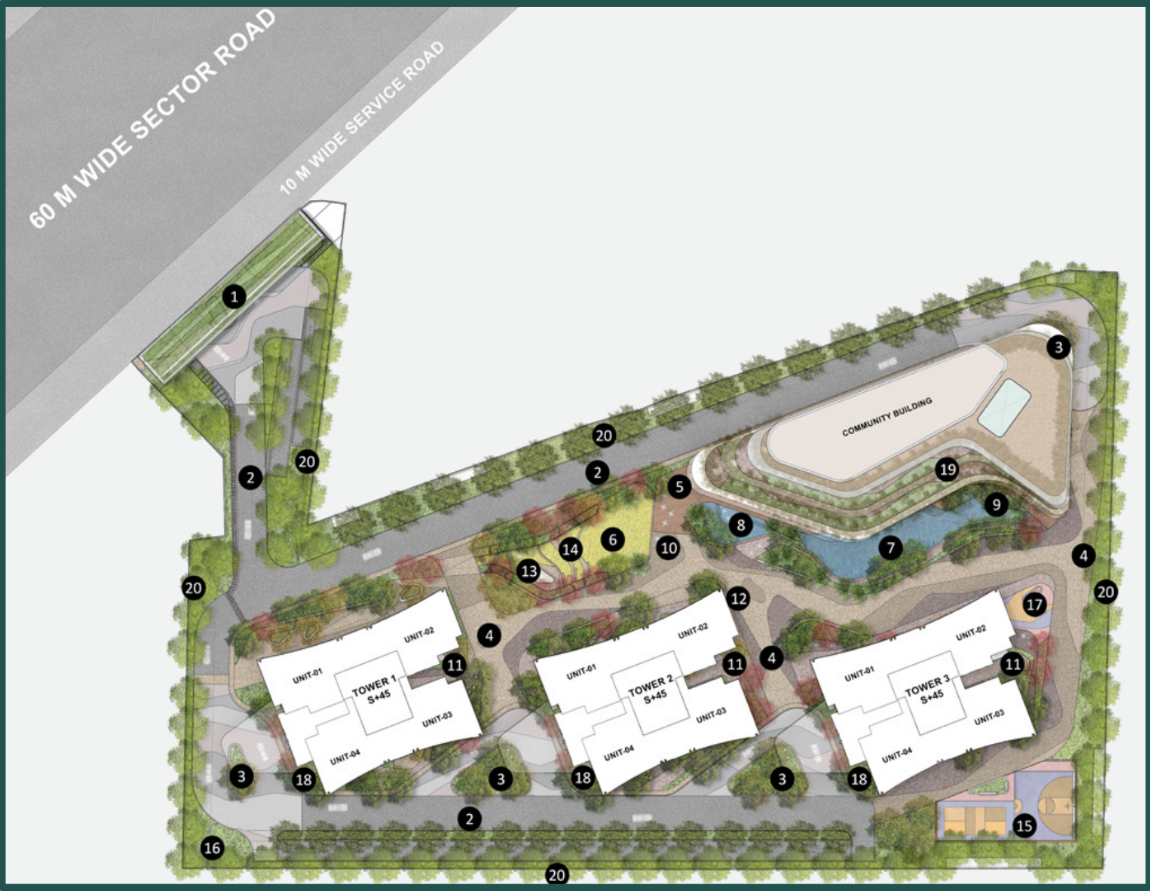 60 M WIDE SECTOR ROAD
10 M WIDE SERVICE ROAD
1
3
COMMUNITY BUILDING
20
20
2
19
2
5
9
8
6
10
14
7
4
13
20
20
12
17
4
UNIT-02
UNIT-02
UNIT-02
4
11
11
11
UNIT-01
UNIT-01
UNIT-01
TOWER 1
S+45
TOWER 2
S+45
TOWER 3
S+45
UNIT-03
UNIT-03
UNIT-03
UNIT-04
UNIT-04
UNIT-04
3
18
3
18
3
18
2
15
16
20